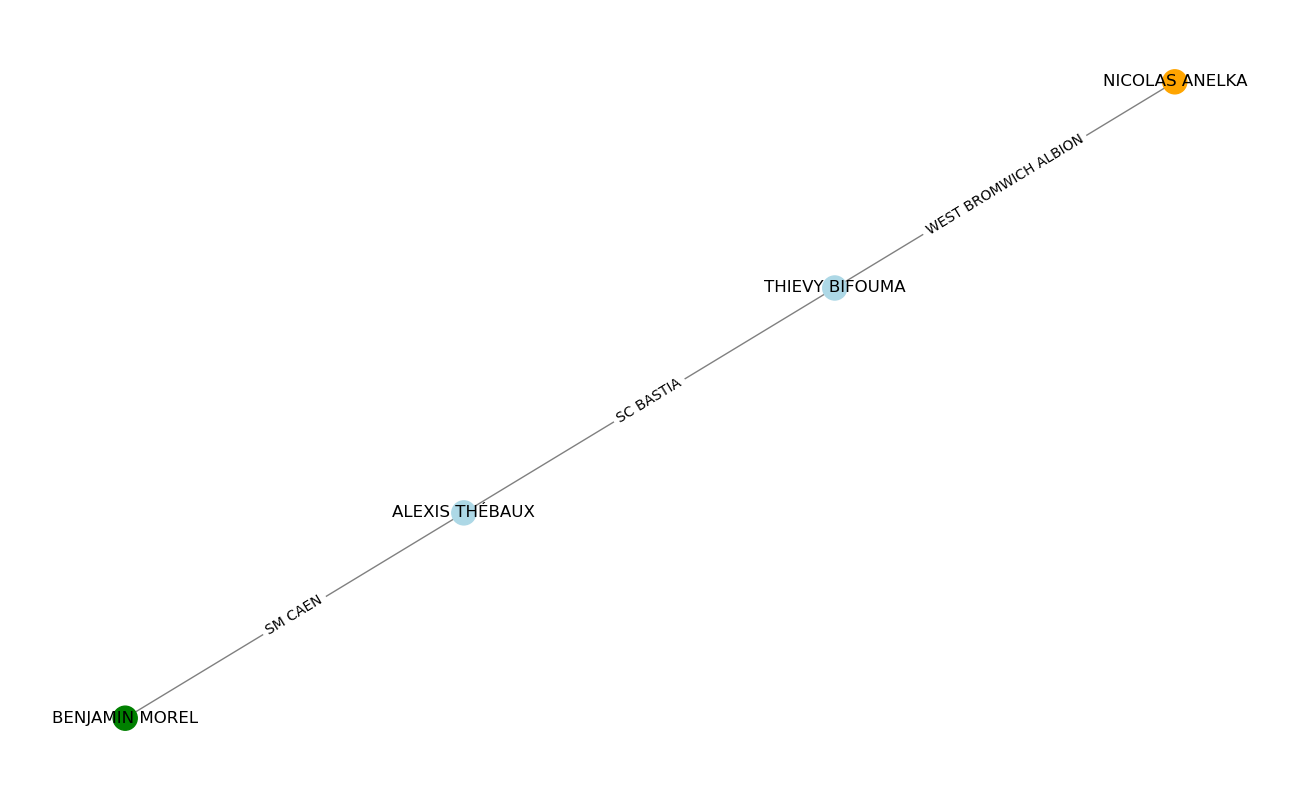 NICOLAS ANELKA
WEST BROMWICH ALBION
THIEVY BIFOUMA
SC BASTIA
ALEXIS THÉBAUX
SM CAEN
BENJAMIN MOREL